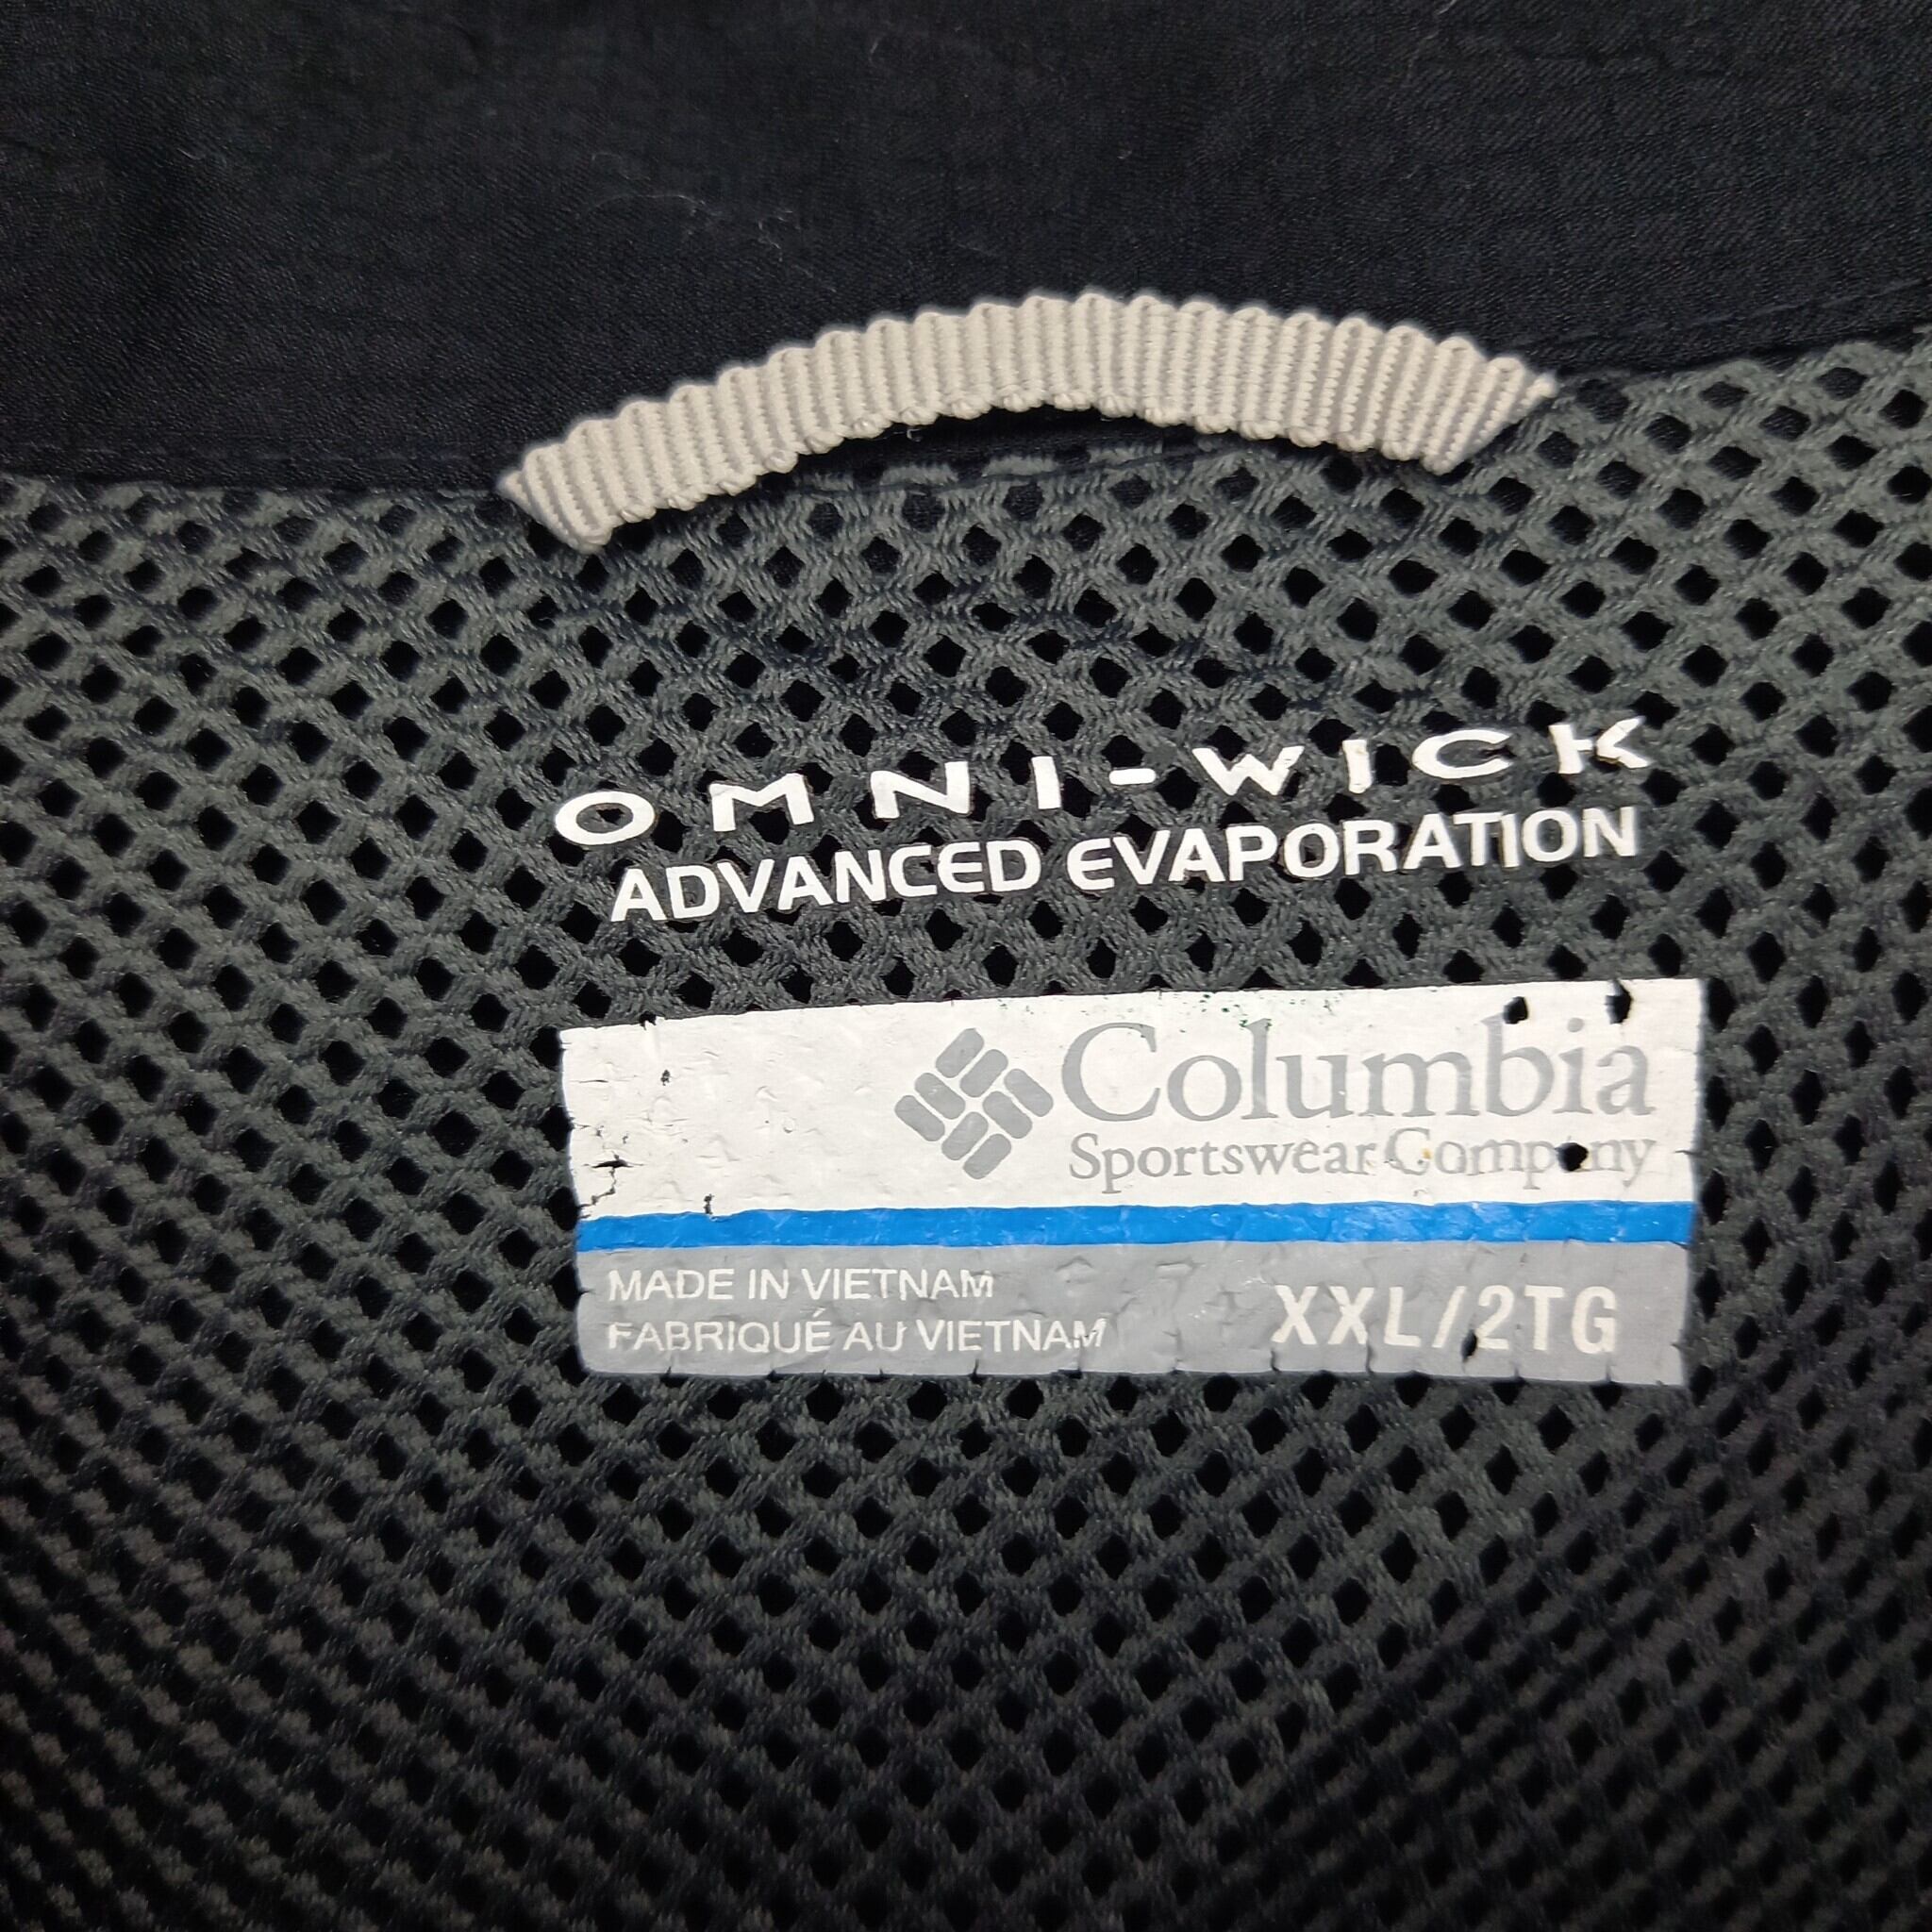 OMNI-WICK
ADVANCED EVAPORATION
Columbia
Sportswear Company
MADE IN VIETNAM
FABRIQUÉ AU VIETNAM
XXL/2TG